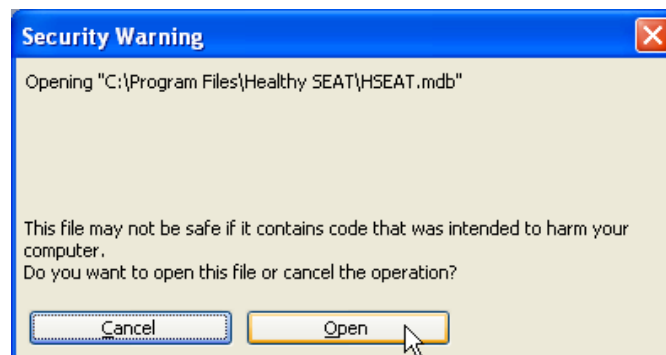 Security Warning
Opening "C:\Program Files\Healthy SEAT\HSEAT.mdb"
This file may not be safe if it contains code that was intended to harm your
computer.
Do you want to open this file or cancel the operation?
Cancel
Open